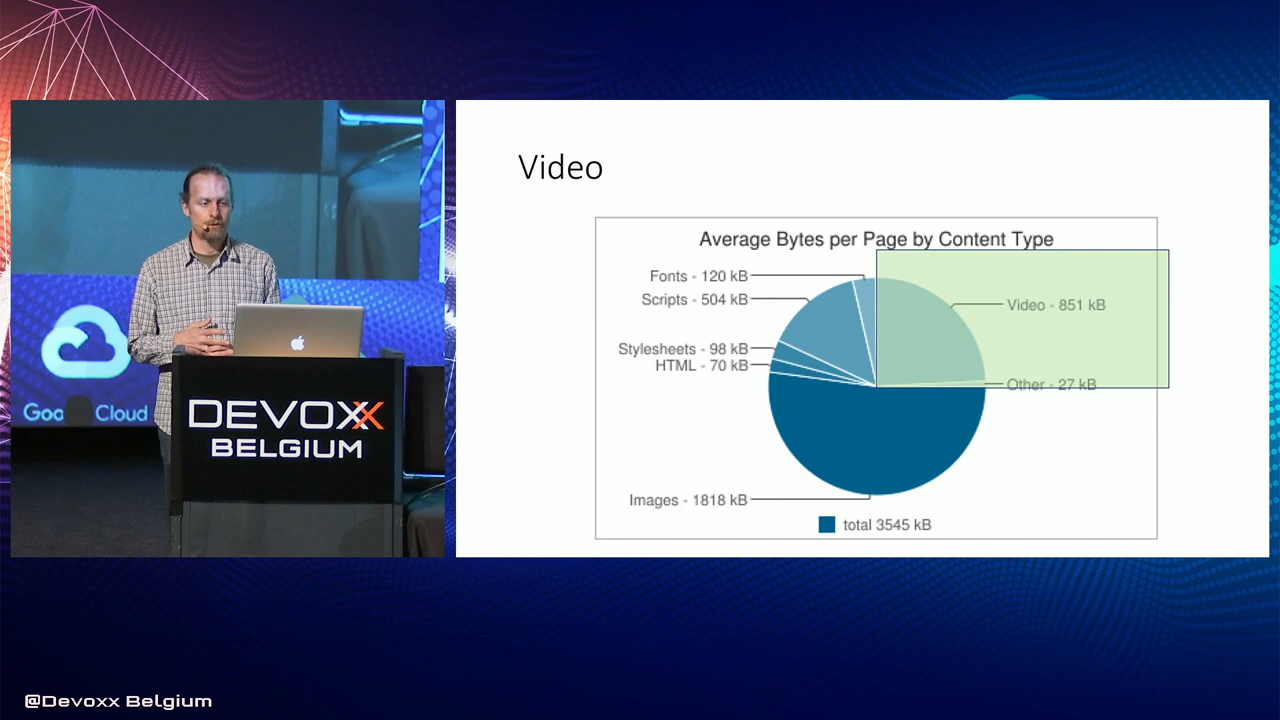 Video
Average Bytes per Page by Content Type
Fonts - 120 kB
Scripts - 504 kB
Video - 851 kB
Stylesheets - 98 kB
HTML - 70 kB
Other - 27 kB
Images - 1818 kB
total 3545 kB
Cloud
DEVOXX
BELGIUM
@Devoxx Belgium